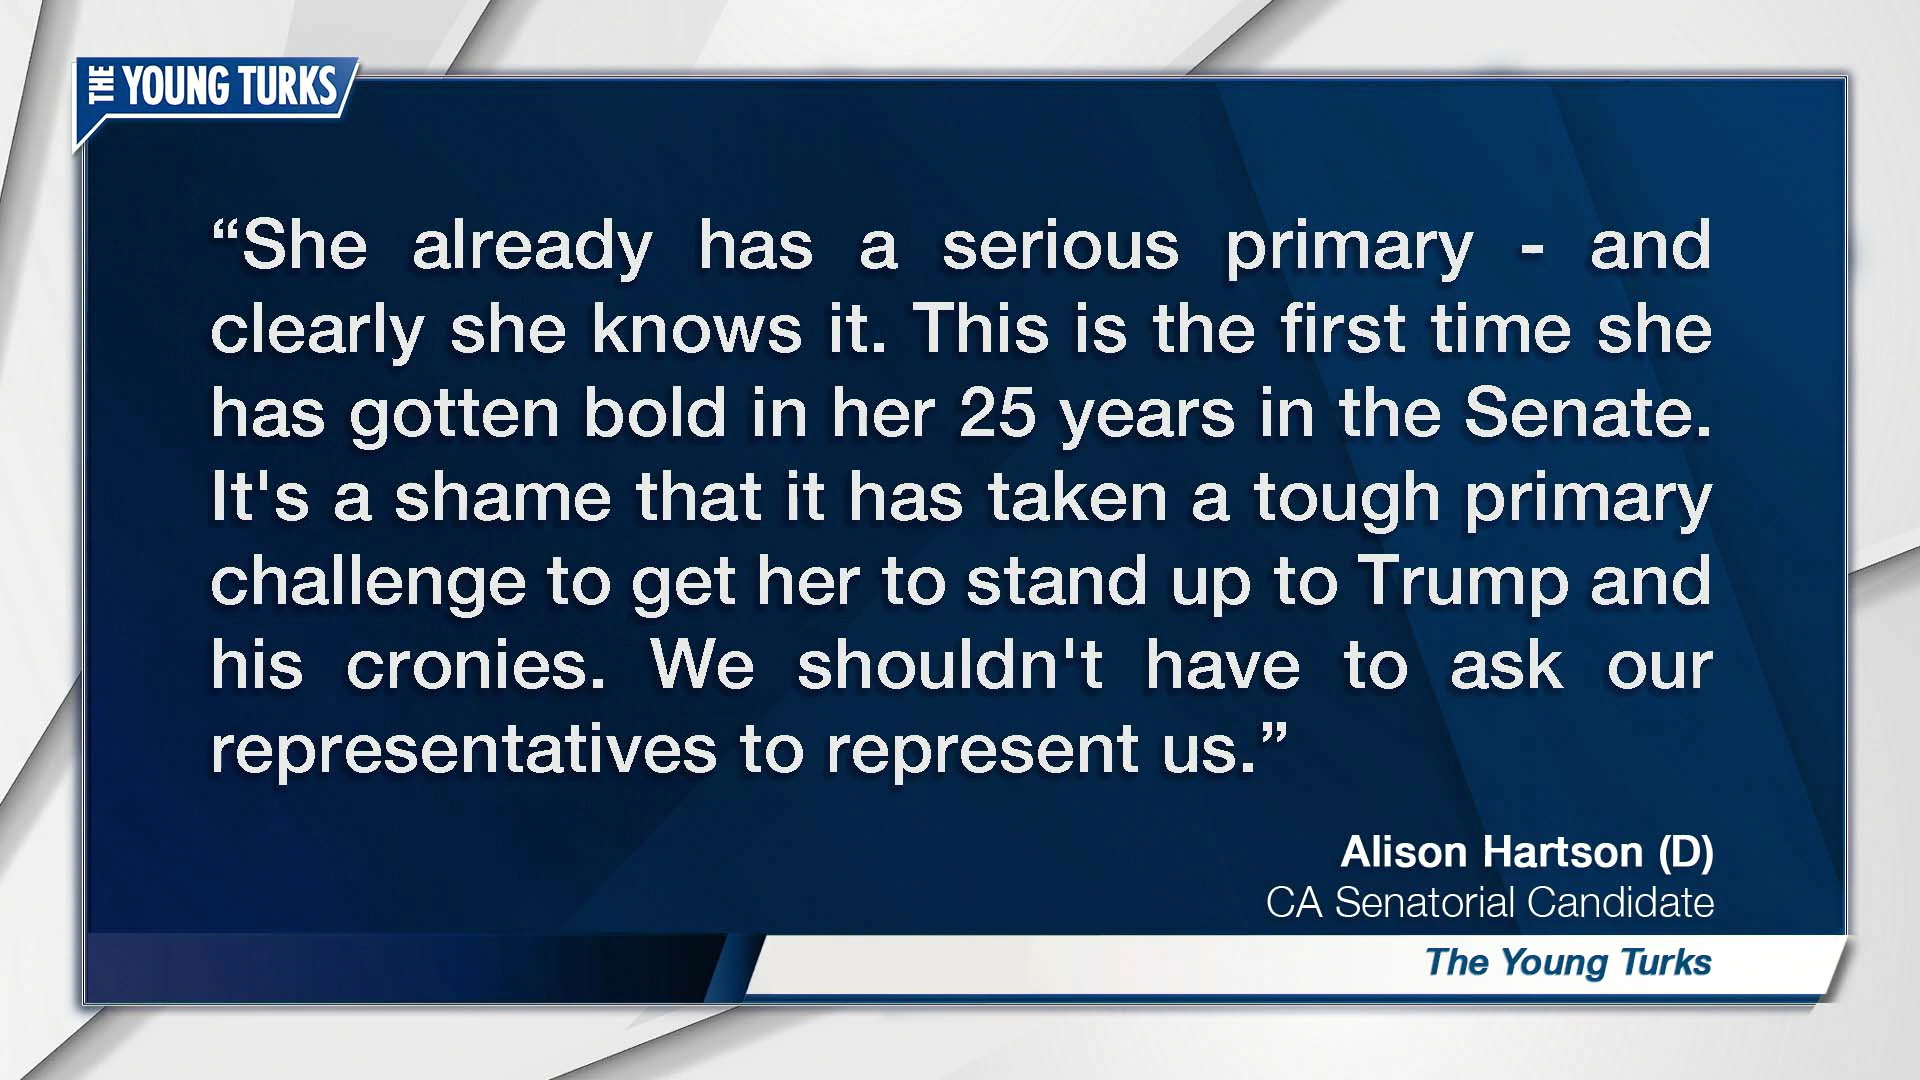 THE YOUNG TURKS
“She already has a serious primary - and
clearly she knows it. This is the first time she
has gotten bold in her 25 years in the Senate.
It's a shame that it has taken a tough primary
challenge to get her to stand up to Trump and
his cronies. We shouldn't have to ask our
representatives to represent us.”
Alison Hartson (D)
CA Senatorial Candidate
The Young Turks